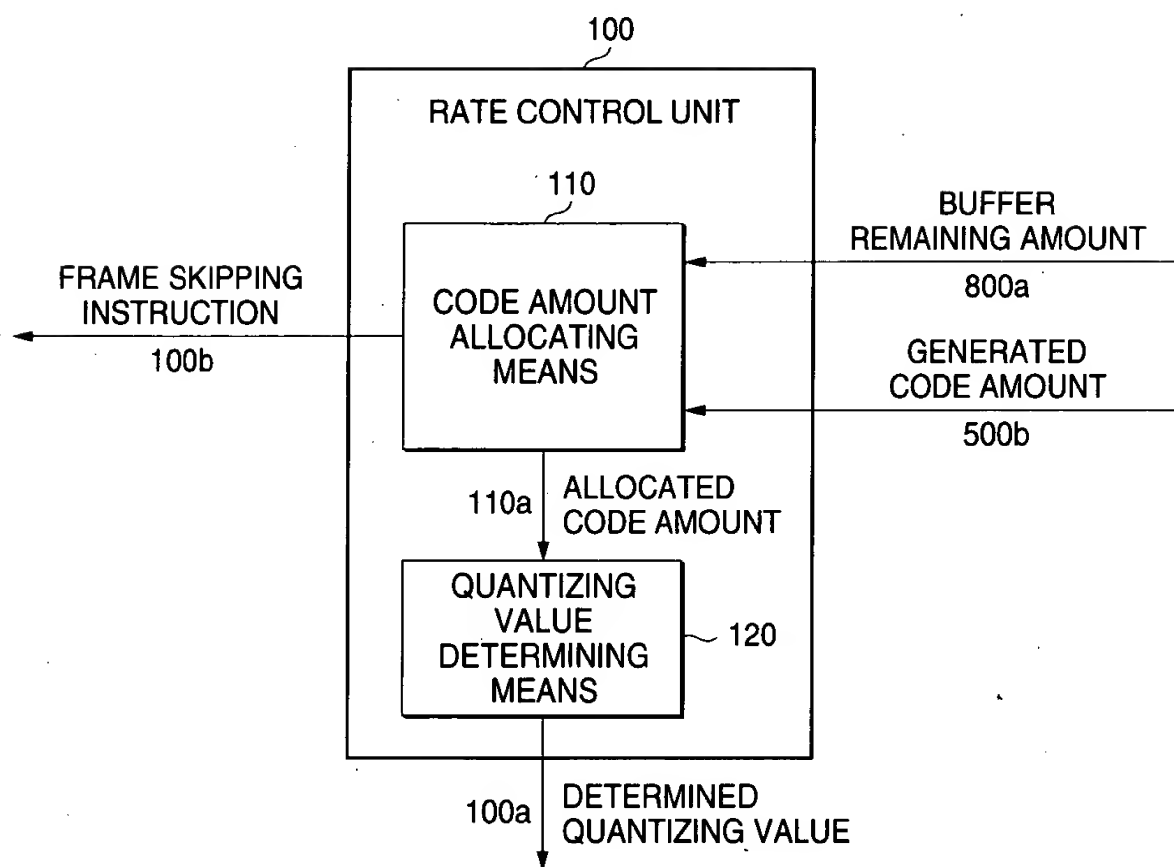 100
RATE CONTROL UNIT
110
BUFFER
REMAINING AMOUNT
800a
FRAME SKIPPING
INSTRUCTION
100b
CODE AMOUNT
ALLOCATING
MEANS
GENERATED
CODE AMOUNT
500b
110a
ALLOCATED
CODE AMOUNT
QUANTIZING
VALUE
DETERMINING
MEANS
120
100a
DETERMINED
QUANTIZING VALUE